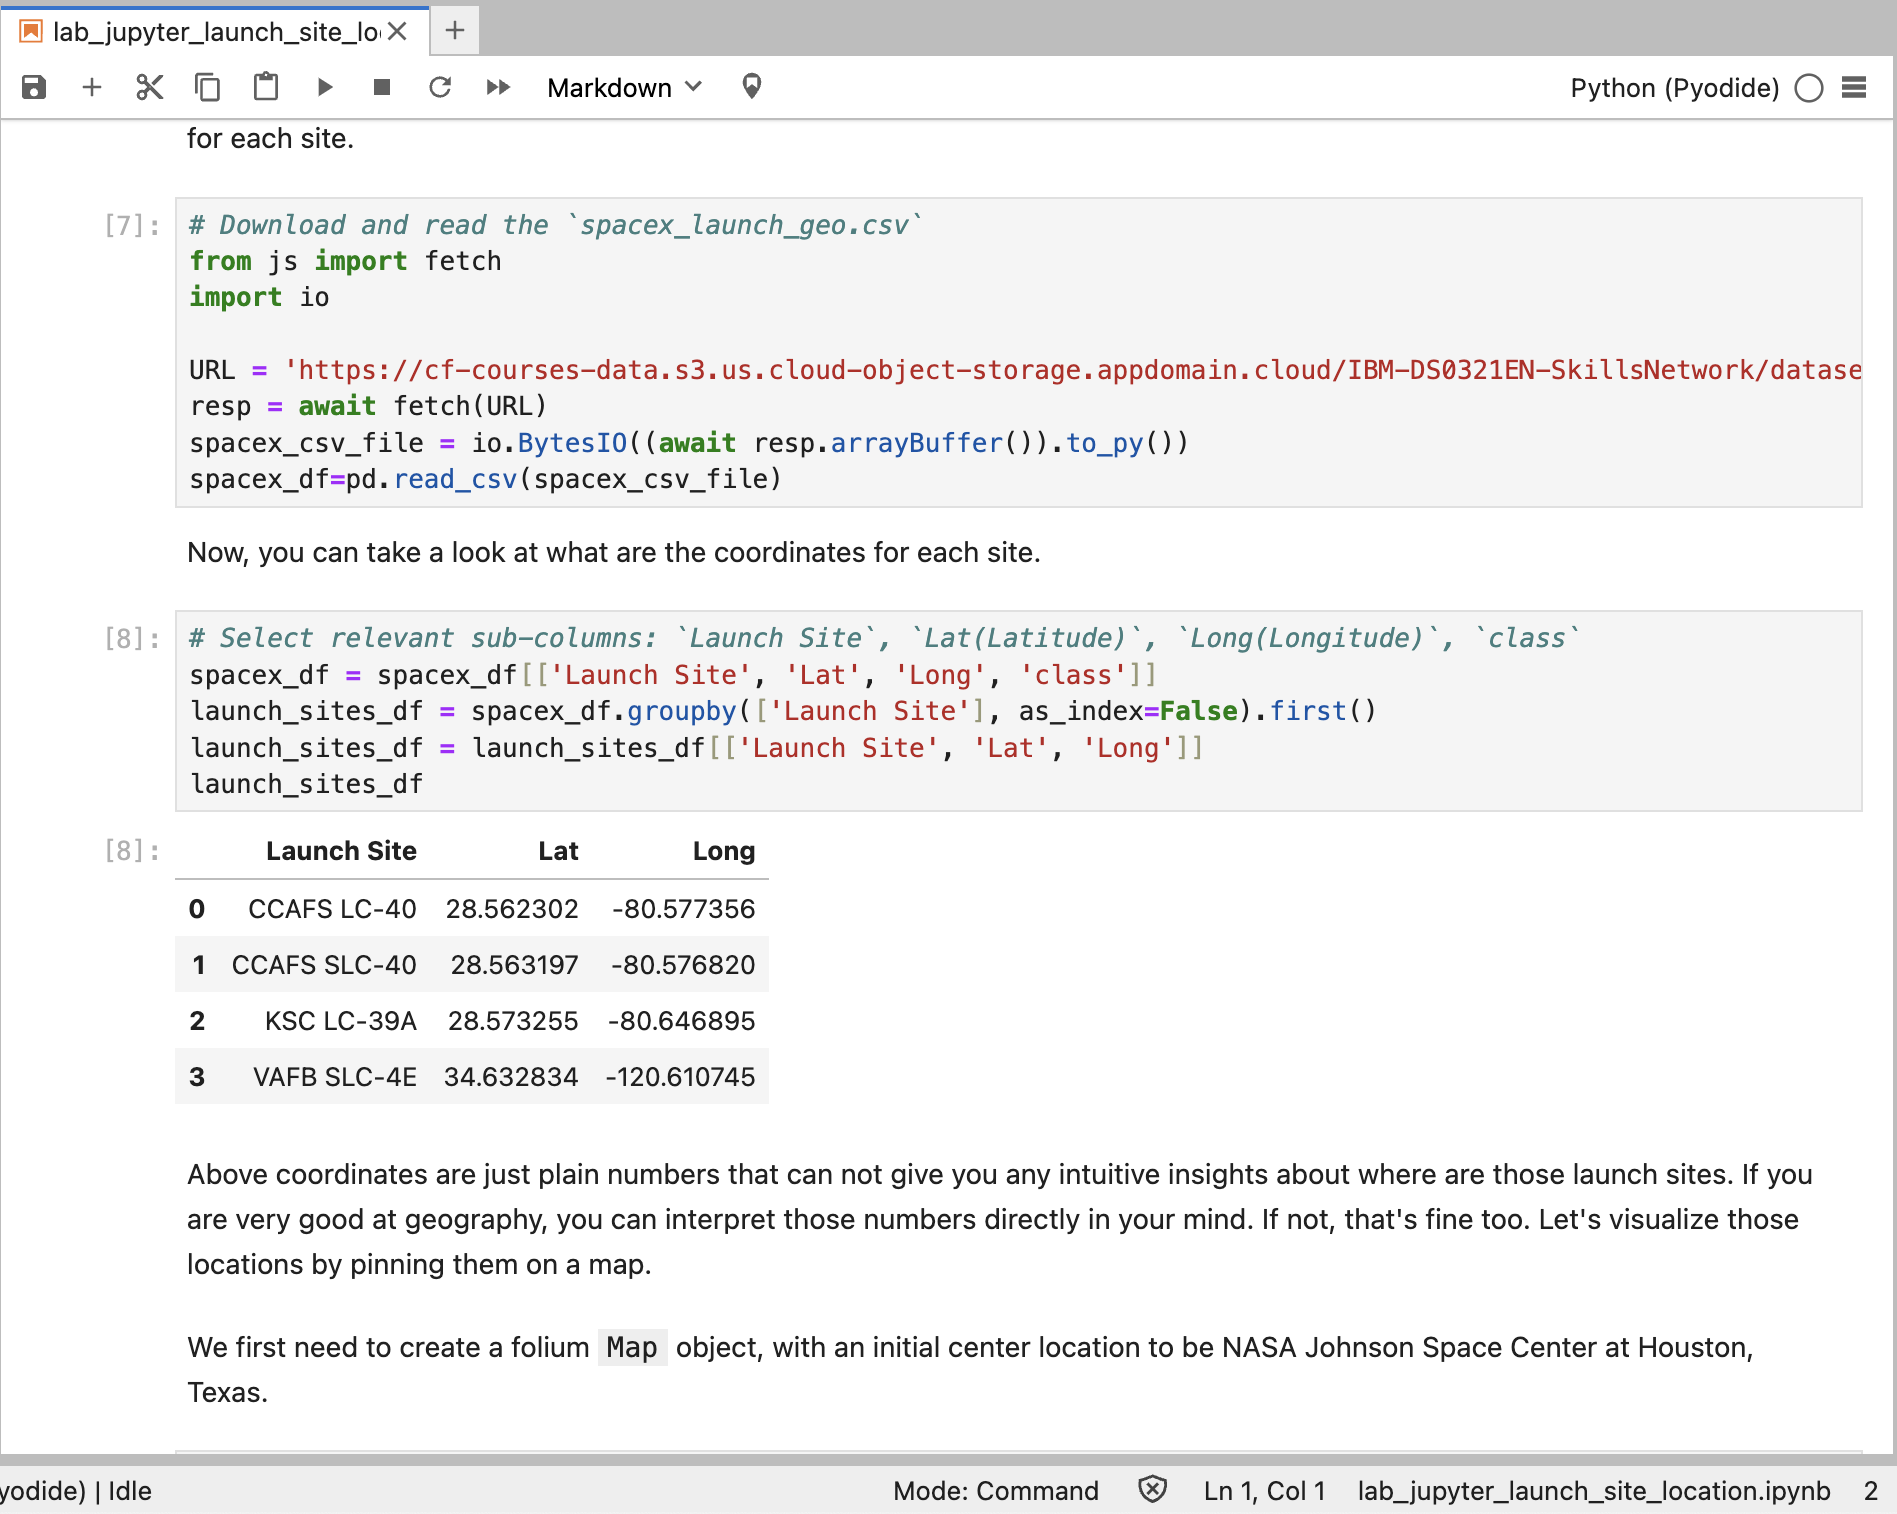 lab_jupyter_launch_site_lo
Markdown
Python (Pyodide)
for each site.
[7]:
# Download and read the `spacex_launch_geo.csv`
from js import fetch
import io
URL = 'https://cf-courses-data.s3.us.cloud-object-storage.appdomain.cloud/IBM-DS0321EN-SkillsNetwork/datase
resp = await fetch(URL)
spacex_csv_file = io.BytesIO((await resp.arrayBuffer()).to_py())
spacex_df=pd.read_csv(spacex_csv_file)
Now, you can take a look at what are the coordinates for each site.
[8]:
# Select relevant sub-columns: `Launch Site`, `Lat(Latitude)`, `Long(Longitude)`, `class`
spacex_df = spacex_df[['Launch Site', 'Lat', 'Long', 'class']]
launch_sites_df = spacex_df.groupby(['Launch Site'], as_index=False).first()
launch_sites_df = launch_sites_df[['Launch Site', 'Lat', 'Long']]
launch_sites_df
[8]:
Launch Site Lat Long
0 CCAFS LC-40 28.562302 -80.577356
1 CCAFS SLC-40 28.563197 -80.576820
2 KSC LC-39A 28.573255 -80.646895
3 VAFB SLC-4E 34.632834 -120.610745
Above coordinates are just plain numbers that can not give you any intuitive insights about where are those launch sites. If you
are very good at geography, you can interpret those numbers directly in your mind. If not, that's fine too. Let's visualize those
locations by pinning them on a map.
We first need to create a folium Map object, with an initial center location to be NASA Johnson Space Center at Houston,
Texas.
yodide) | Idle
Mode: Command
Ln 1, Col 1
lab_jupyter_launch_site_location.ipynb
2